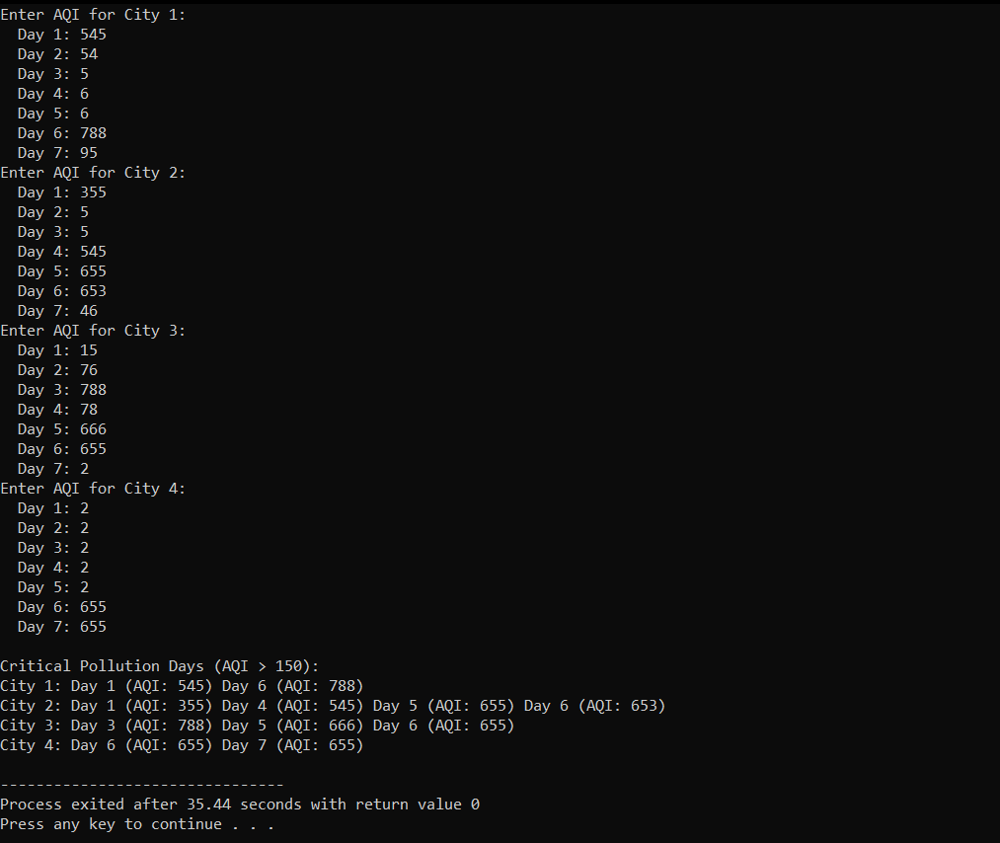 Enter AQI for City 1:
  Day 1: 545
  Day 2: 54
  Day 3: 5
  Day 4: 6
  Day 5: 6
  Day 6: 788
  Day 7: 95
Enter AQI for City 2:
  Day 1: 355
  Day 2: 5
  Day 3: 5
  Day 4: 545
  Day 5: 655
  Day 6: 653
  Day 7: 46
Enter AQI for City 3:
  Day 1: 15
  Day 2: 76
  Day 3: 788
  Day 4: 78
  Day 5: 666
  Day 6: 655
  Day 7: 2
Enter AQI for City 4:
  Day 1: 2
  Day 2: 2
  Day 3: 2
  Day 4: 2
  Day 5: 2
  Day 6: 655
  Day 7: 655

Critical Pollution Days (AQI > 150):
City 1: Day 1 (AQI: 545) Day 6 (AQI: 788)
City 2: Day 1 (AQI: 355) Day 4 (AQI: 545) Day 5 (AQI: 655) Day 6 (AQI: 653)
City 3: Day 3 (AQI: 788) Day 5 (AQI: 666) Day 6 (AQI: 655)
City 4: Day 6 (AQI: 655) Day 7 (AQI: 655)

--------------------------------
Process exited after 35.44 seconds with return value 0
Press any key to continue . . .